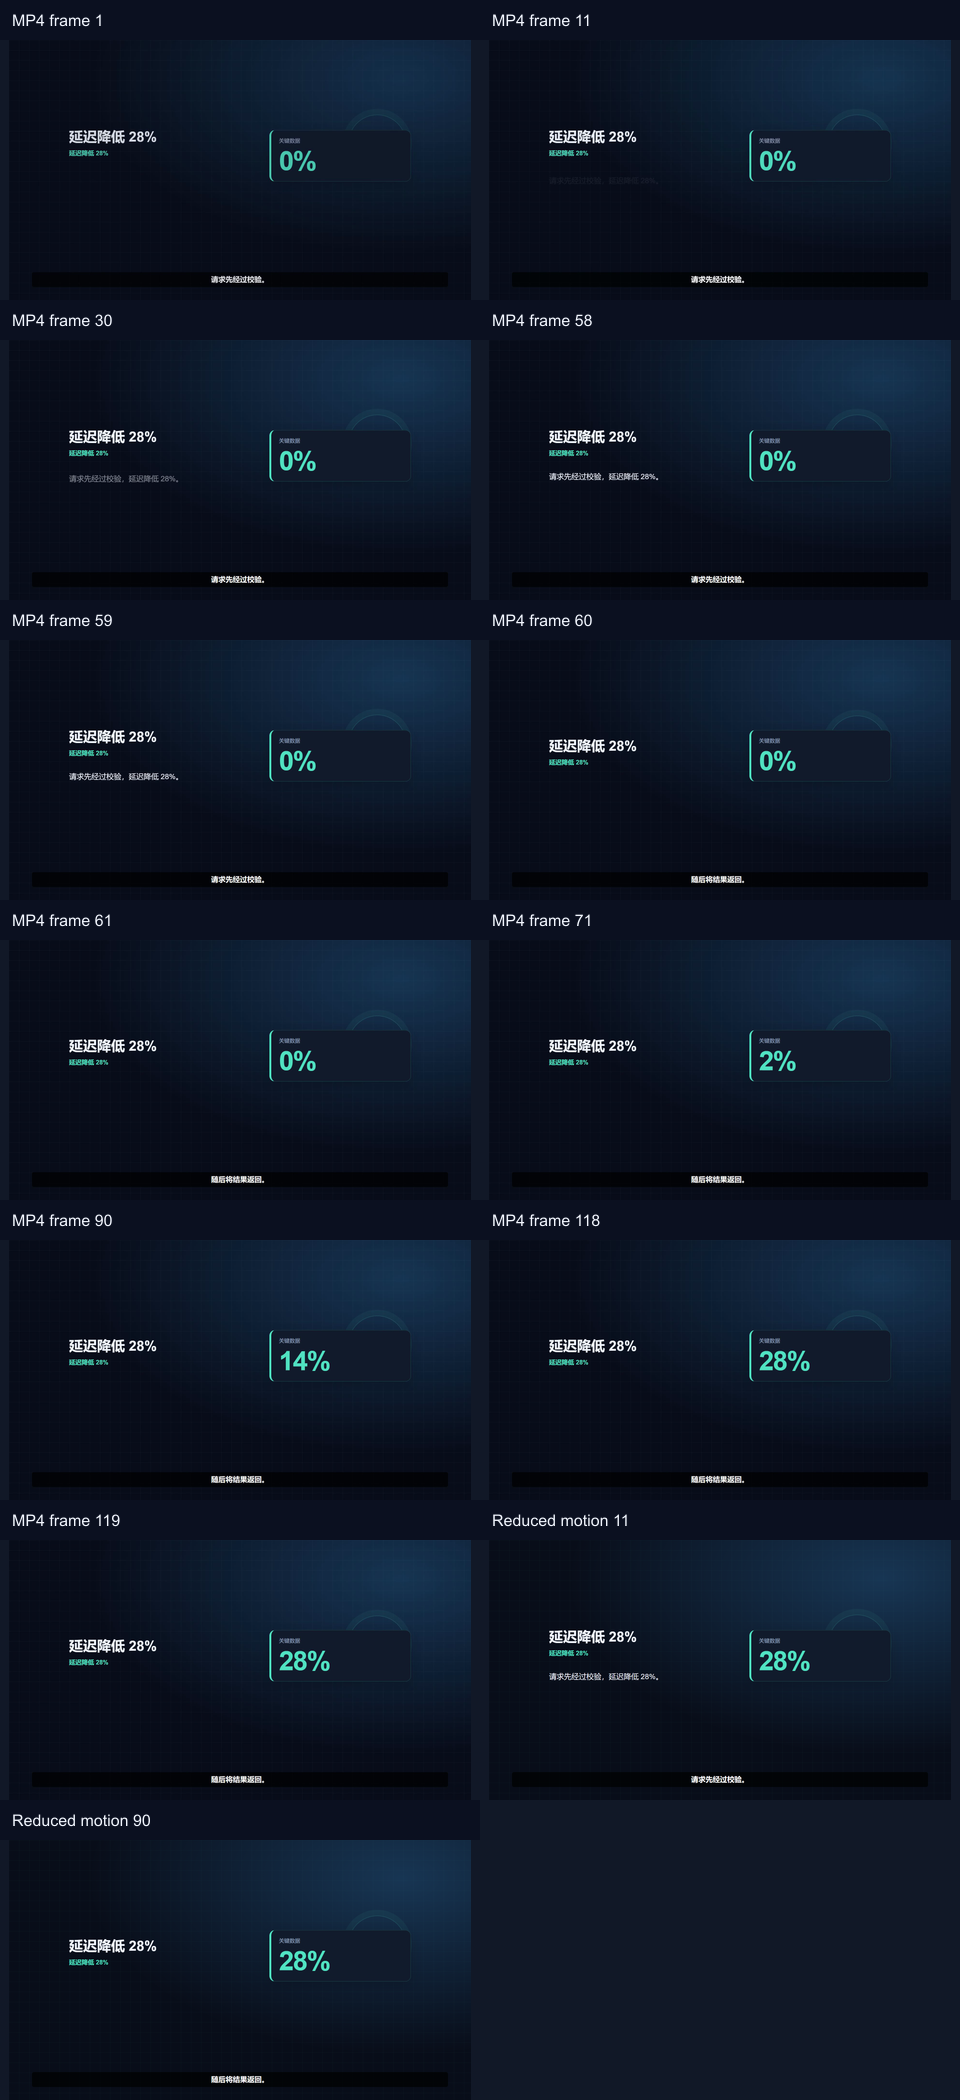 MP4 frame 1
延迟降低 28%
延迟降低 28%
关键数据
0%
请求先经过校验。
MP4 frame 11
延迟降低 28%
延迟降低 28%
请求先经过校验，延迟降低 28%。
关键数据
0%
请求先经过校验。
MP4 frame 30
延迟降低 28%
延迟降低 28%
请求先经过校验，延迟降低 28%。
关键数据
0%
请求先经过校验。
MP4 frame 58
延迟降低 28%
延迟降低 28%
请求先经过校验，延迟降低 28%。
关键数据
0%
请求先经过校验。
MP4 frame 59
延迟降低 28%
延迟降低 28%
请求先经过校验，延迟降低 28%。
关键数据
0%
请求先经过校验。
MP4 frame 60
延迟降低 28%
延迟降低 28%
关键数据
0%
随后将结果返回。
MP4 frame 61
延迟降低 28%
延迟降低 28%
关键数据
0%
随后将结果返回。
MP4 frame 71
延迟降低 28%
延迟降低 28%
关键数据
2%
随后将结果返回。
MP4 frame 90
延迟降低 28%
延迟降低 28%
关键数据
14%
随后将结果返回。
MP4 frame 118
延迟降低 28%
延迟降低 28%
关键数据
28%
随后将结果返回。
MP4 frame 119
延迟降低 28%
延迟降低 28%
关键数据
28%
随后将结果返回。
Reduced motion 11
延迟降低 28%
延迟降低 28%
请求先经过校验，延迟降低 28%。
关键数据
28%
请求先经过校验。
Reduced motion 90
延迟降低 28%
延迟降低 28%
关键数据
28%
随后将结果返回。